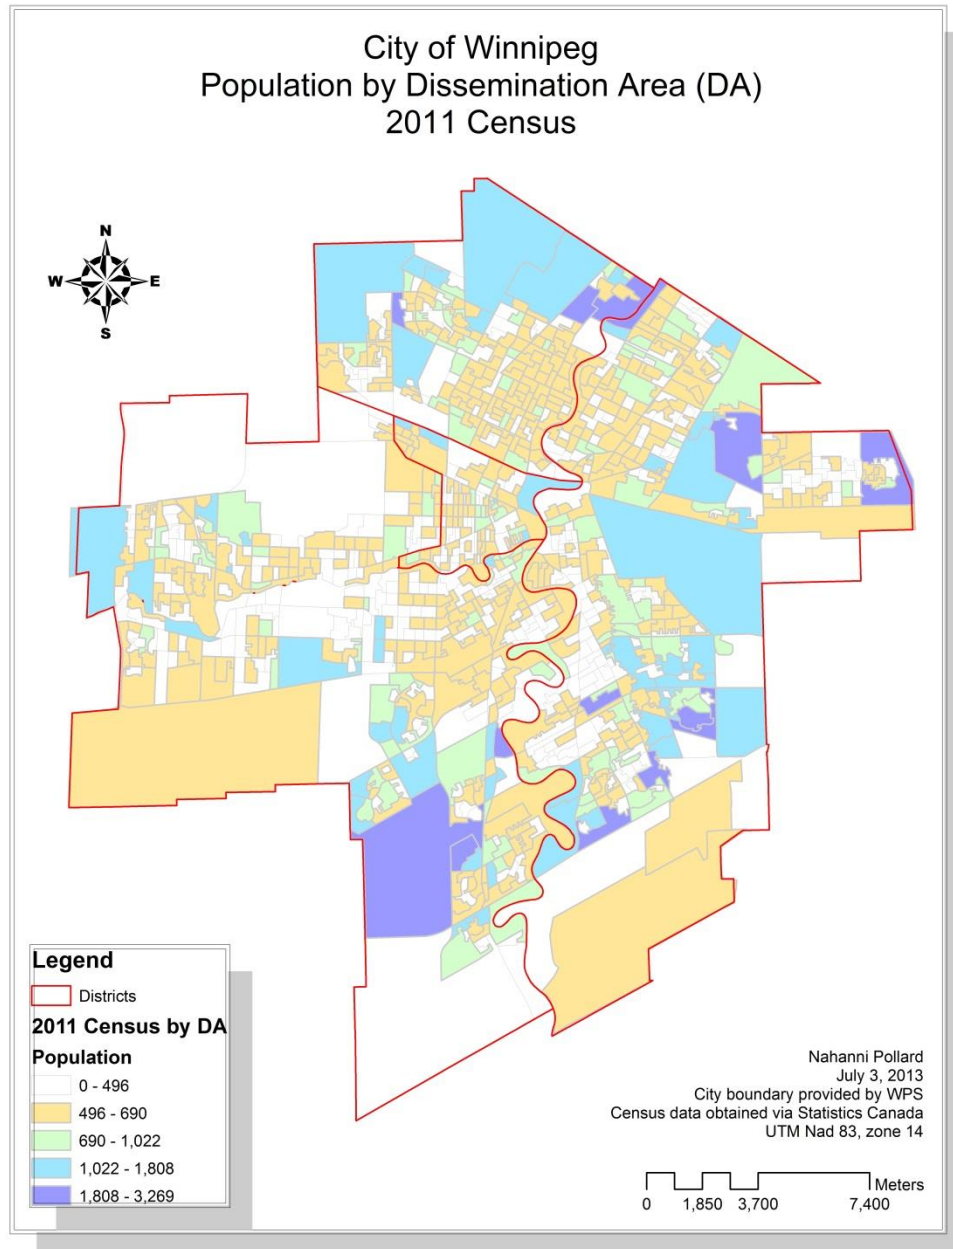 City of Winnipeg
Population by Dissemination Area (DA)
2011 Census
N
W E
S
Legend
Districts
2011 Census by DA
Population
0 - 496
496 - 690
690 - 1,022
1,022 - 1,808
1,808 - 3,269
Nahanni Pollard
July 3, 2013
City boundary provided by WPS
Census data obtained via Statistics Canada
UTM Nad 83, zone 14
Meters
0 1,850 3,700 7,400